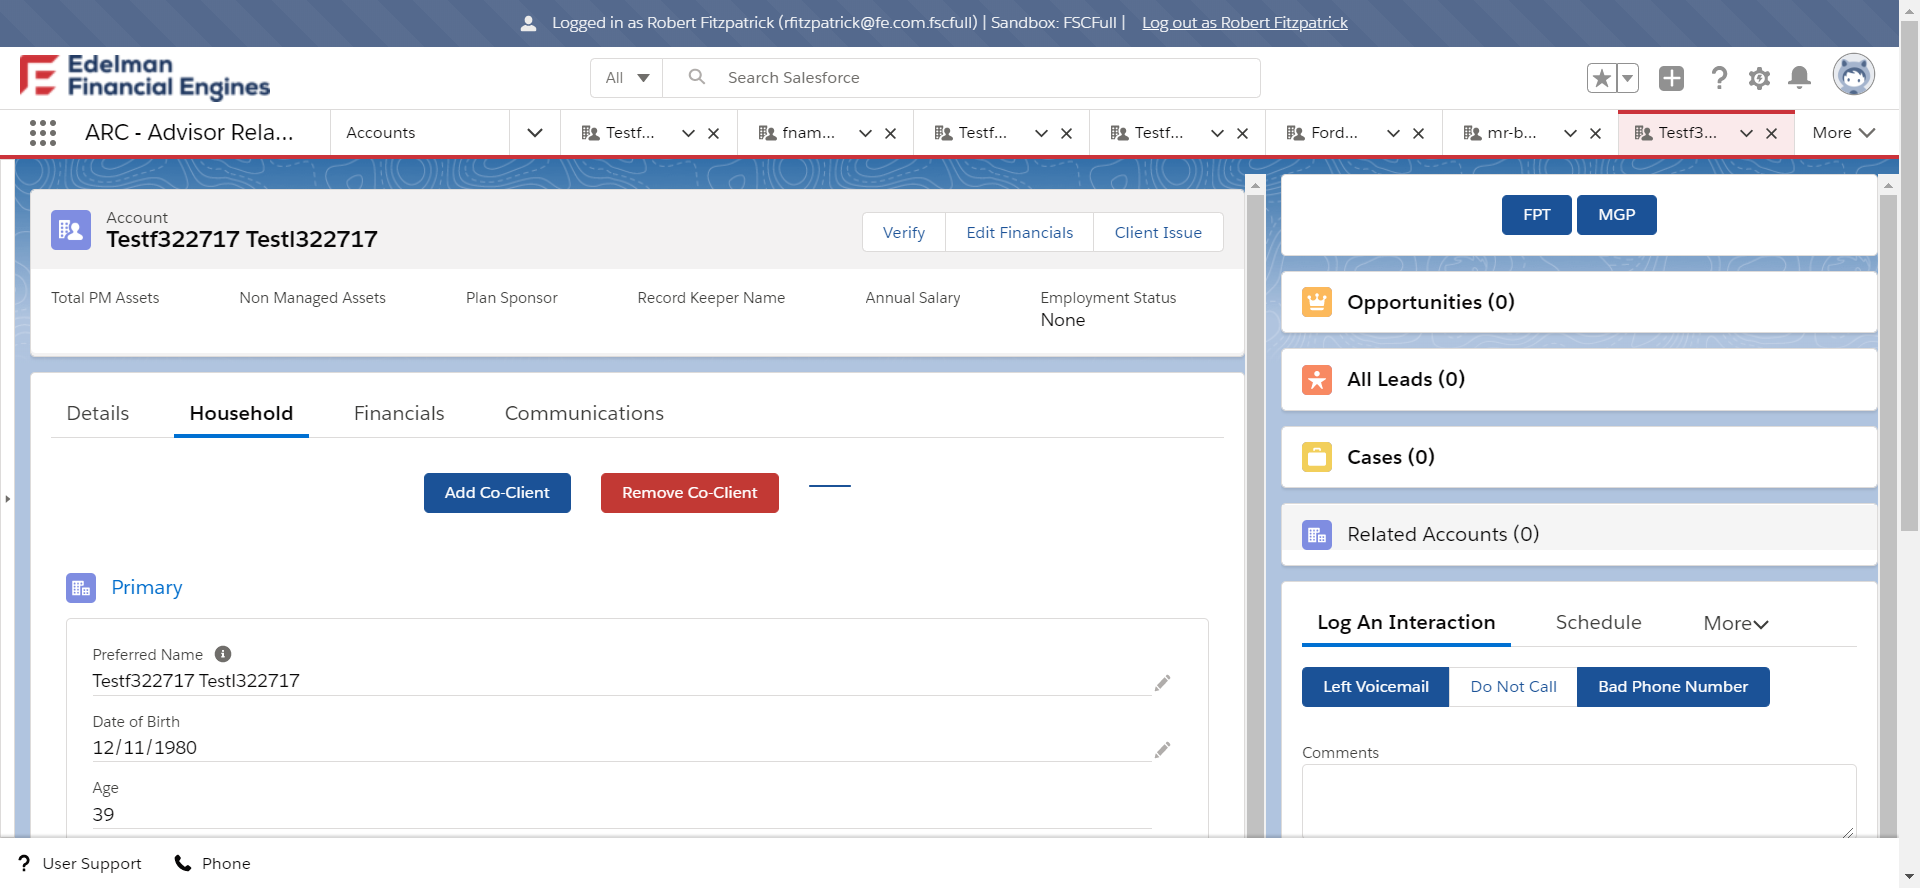 Logged in as Robert Fitzpatrick (rfitzpatrick@fe.com.fscfull) | Sandbox: FSCFull | Log out as Robert Fitzpatrick
Edelman
Financial Engines
All
Search Salesforce
ARC - Advisor Rela...
Accounts
Testf...
fnam...
Testf...
Testf...
Ford...
mr-b...
Testf3...
More
Account
Testf322717 Testl322717
Verify
Edit Financials
Client Issue
Total PM Assets
Non Managed Assets
Plan Sponsor
Record Keeper Name
Annual Salary
Employment Status
None
Details
Household
Financials
Communications
Add Co-Client
Remove Co-Client
Primary
Preferred Name
Testf322717 Testl322717
Date of Birth
12/11/1980
Age
39
FPT
MGP
Opportunities (0)
All Leads (0)
Cases (0)
Related Accounts (0)
Log An Interaction
Schedule
More
Left Voicemail
Do Not Call
Bad Phone Number
Comments
? User Support
Phone